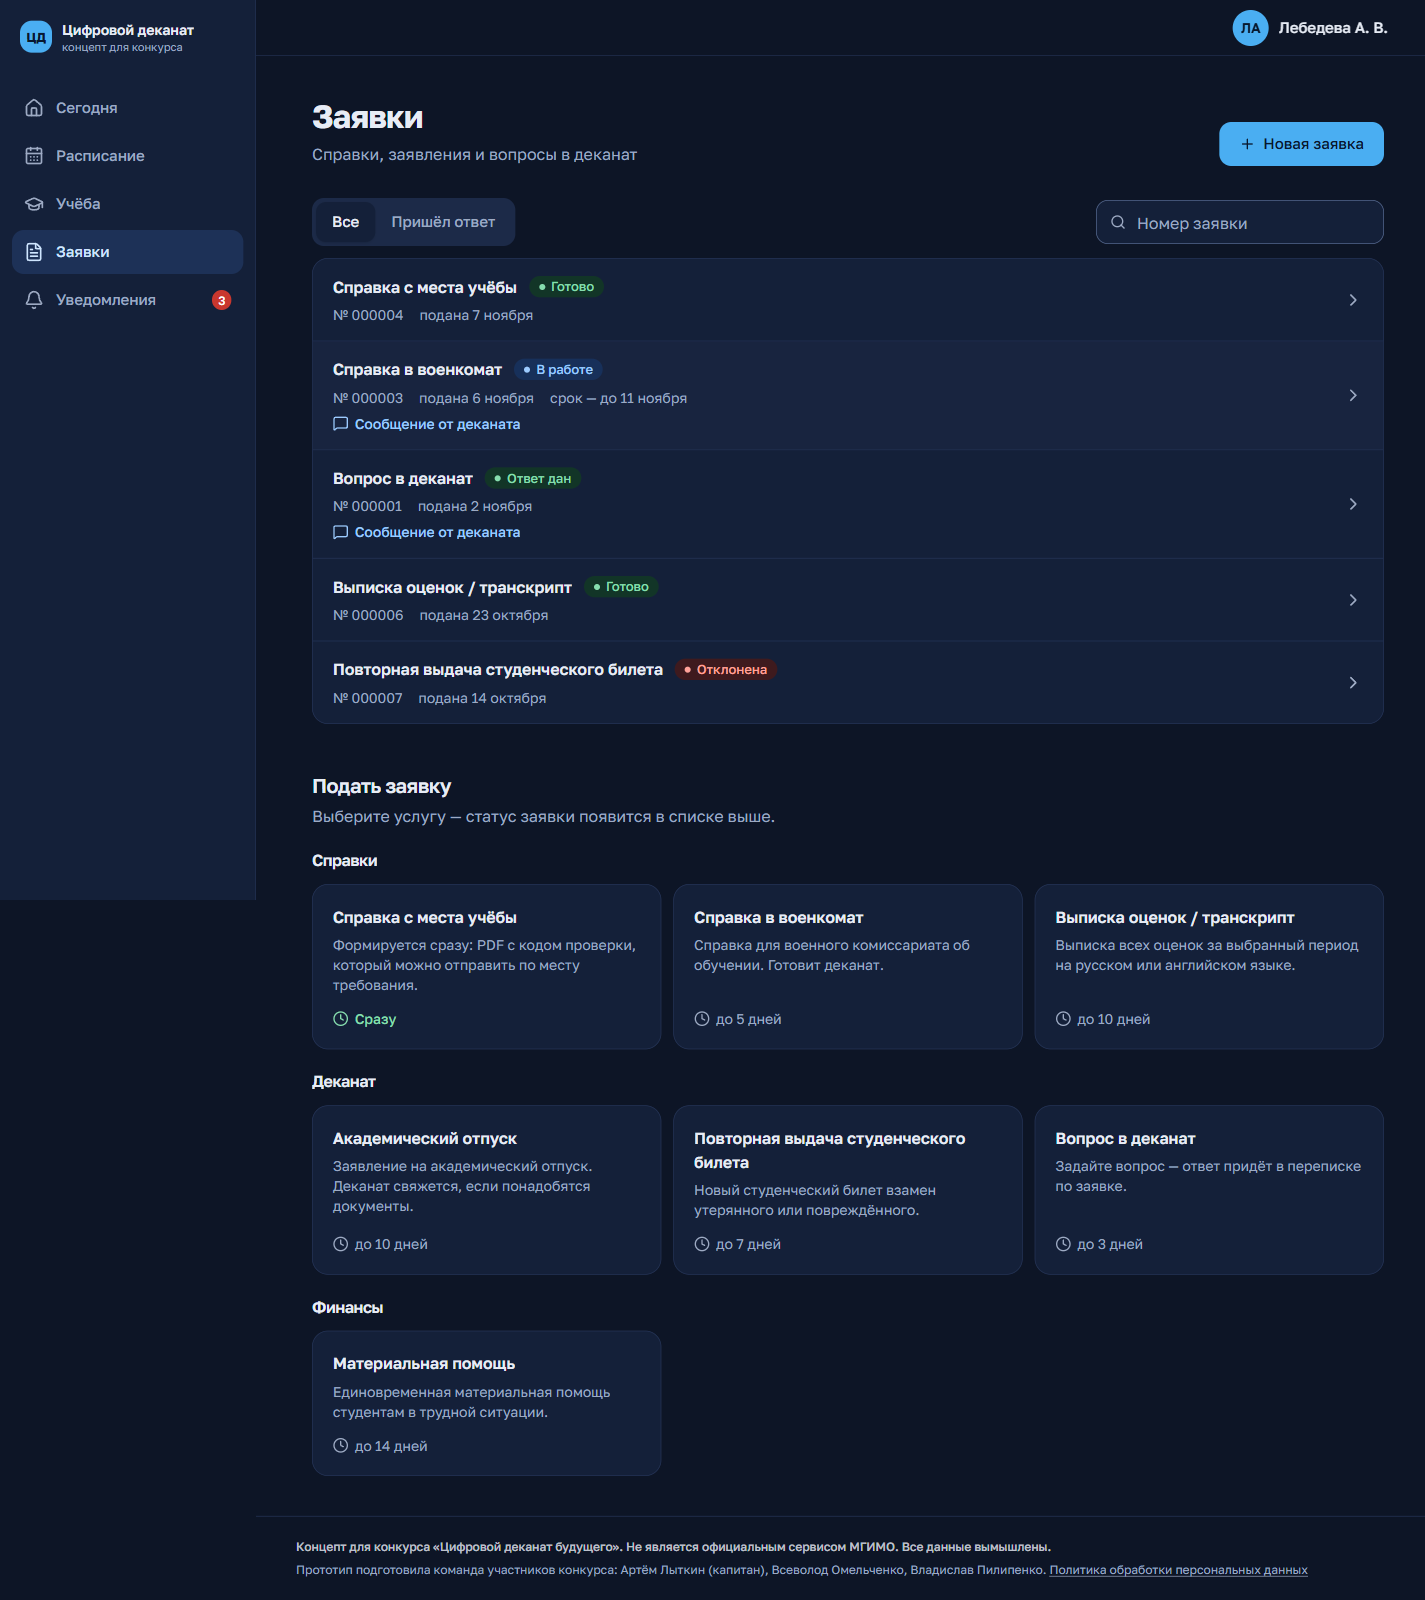 ЦД
Цифровой деканат
концепт для конкурса
Сегодня
Расписание
Учёба
Заявки
Уведомления 3
ЛА Лебедева А. В.
Заявки
Справки, заявления и вопросы в деканат
Новая заявка
Все Пришёл ответ
Номер заявки
Справка с места учёбы Готово
№ 000004 подана 7 ноября
Справка в военкомат В работе
№ 000003 подана 6 ноября срок — до 11 ноября
Сообщение от деканата
Вопрос в деканат Ответ дан
№ 000001 подана 2 ноября
Сообщение от деканата
Выписка оценок / транскрипт Готово
№ 000006 подана 23 октября
Повторная выдача студенческого билета Отклонена
№ 000007 подана 14 октября
Подать заявку
Выберите услугу — статус заявки появится в списке выше.
Справки
Справка с места учёбы
Формируется сразу: PDF с кодом проверки,
который можно отправить по месту
требования.
Сразу
Справка в военкомат
Справка для военного комиссариата об
обучении. Готовит деканат.
до 5 дней
Выписка оценок / транскрипт
Выписка всех оценок за выбранный период
на русском или английском языке.
до 10 дней
Деканат
Академический отпуск
Заявление на академический отпуск.
Деканат свяжется, если понадобятся
документы.
до 10 дней
Повторная выдача студенческого
билета
Новый студенческий билет взамен
утерянного или повреждённого.
до 7 дней
Вопрос в деканат
Задайте вопрос — ответ придёт в переписке
по заявке.
до 3 дней
Финансы
Материальная помощь
Единовременная материальная помощь
студентам в трудной ситуации.
до 14 дней
Концепт для конкурса «Цифровой деканат будущего». Не является официальным сервисом МГИМО. Все данные вымышлены.
Прототип подготовила команда участников конкурса: Артём Лыткин (капитан), Всеволод Омельченко, Владислав Пилипенко. Политика обработки персональных данных